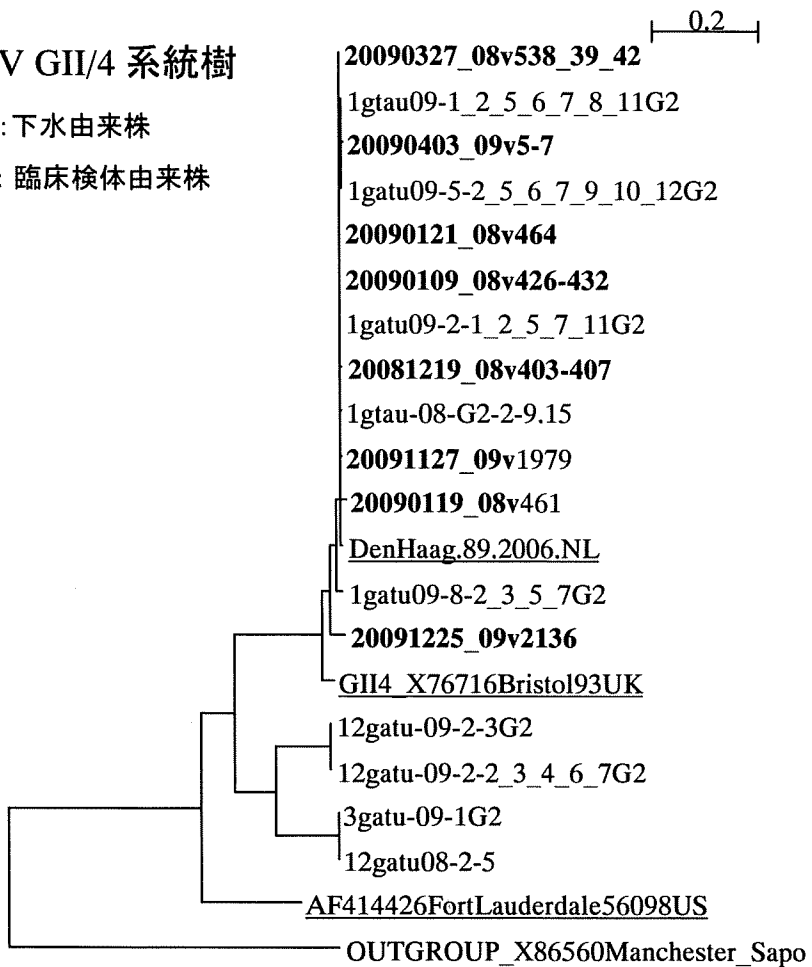 0.2
V GII/4 系統樹
: 下水由来株
: 臨床検体由来株
20090327_08v538_39_42
1gtau09-1_2_5_6_7_8_11G2
20090403_09v5-7
1gatu09-5-2_5_6_7_9_10_12G2
20090121_08v464
20090109_08v426-432
1gatu09-2-1_2_5_7_11G2
20081219_08v403-407
1gtau-08-G2-2-9.15
20091127_09v1979
20090119_08v461
DenHaag.89.2006.NL
1gatu09-8-2_3_5_7G2
20091225_09v2136
GII4_X76716Bristol93UK
12gatu-09-2-3G2
12gatu-09-2-2_3_4_6_7G2
3gatu-09-1G2
12gatu08-2-5
AF414426FortLauderdale56098US
OUTGROUP_X86560Manchester_Sapo